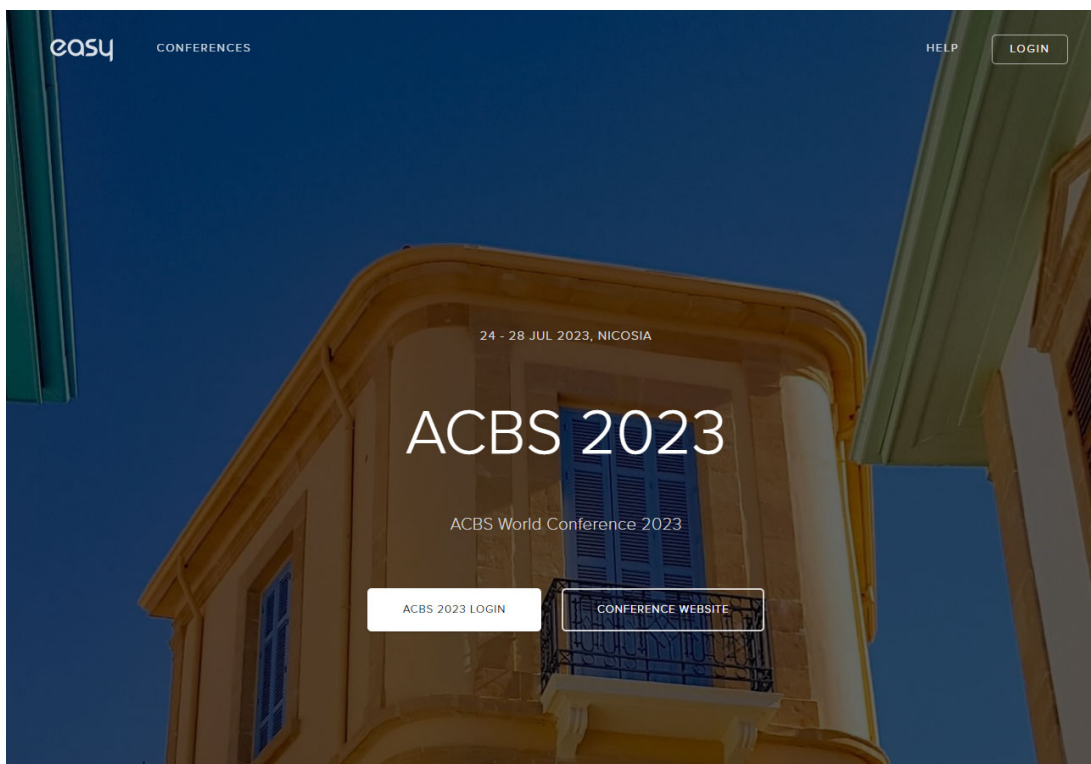 easy CONFERENCES HELP LOGIN
24 - 28 JUL 2023, NICOSIA
ACBS 2023
ACBS World Conference 2023
ACBS 2023 LOGIN CONFERENCE WEBSITE